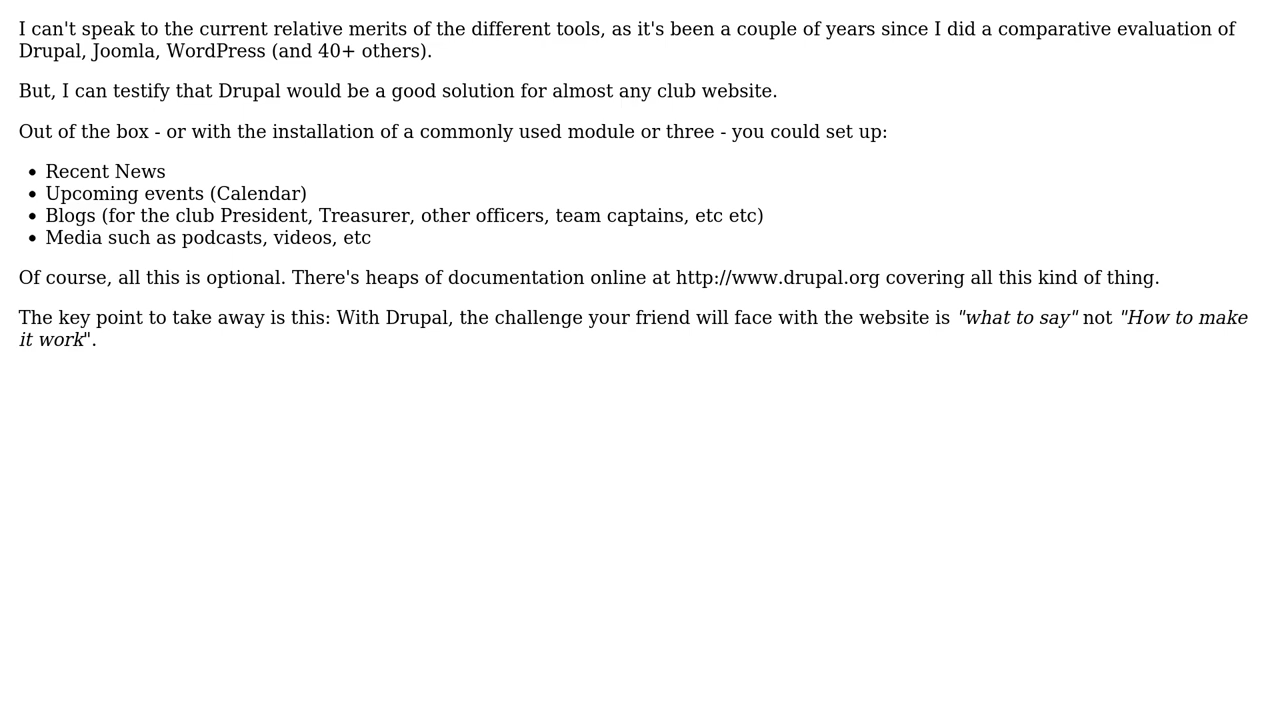 I can't speak to the current relative merits of the different tools, as it's been a couple of years since I did a comparative evaluation of
Drupal, Joomla, WordPress (and 40+ others).
But, I can testify that Drupal would be a good solution for almost any club website.
Out of the box - or with the installation of a commonly used module or three - you could set up:
• Recent News
• Upcoming events (Calendar)
• Blogs (for the club President, Treasurer, other officers, team captains, etc etc)
• Media such as podcasts, videos, etc
Of course, all this is optional. There's heaps of documentation online at http://www.drupal.org covering all this kind of thing.
The key point to take away is this: With Drupal, the challenge your friend will face with the website is "what to say" not "How to make
it work".